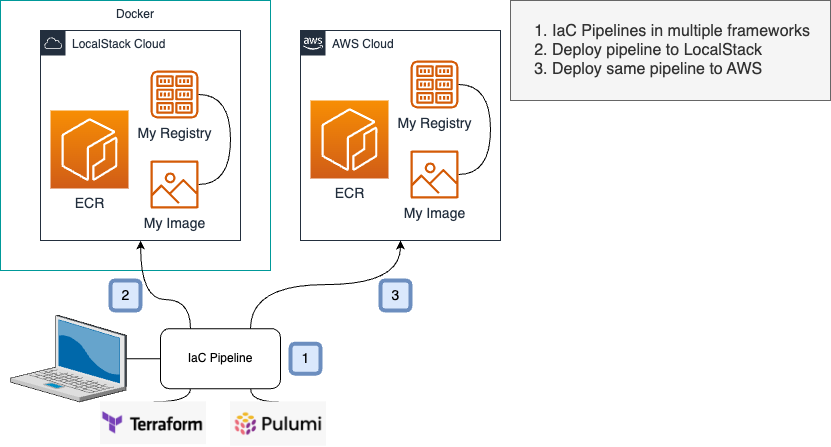 Docker
LocalStack Cloud
My Registry
ECR
My Image
aws
AWS Cloud
My Registry
ECR
My Image
1. IaC Pipelines in multiple frameworks
2. Deploy pipeline to LocalStack
3. Deploy same pipeline to AWS
2
3
IaC Pipeline
1
Terraform
Pulumi